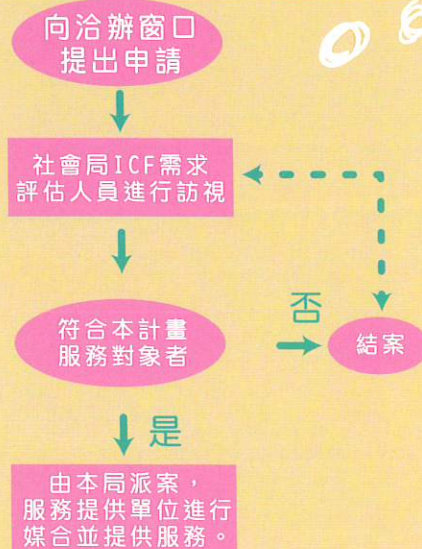 向洽辦窗口
提出申請
社會局ICF需求
評估人員進行訪視
符合本計畫
服務對象者
否
結案
是
由本局派案，
服務提供單位進行
媒合並提供服務。